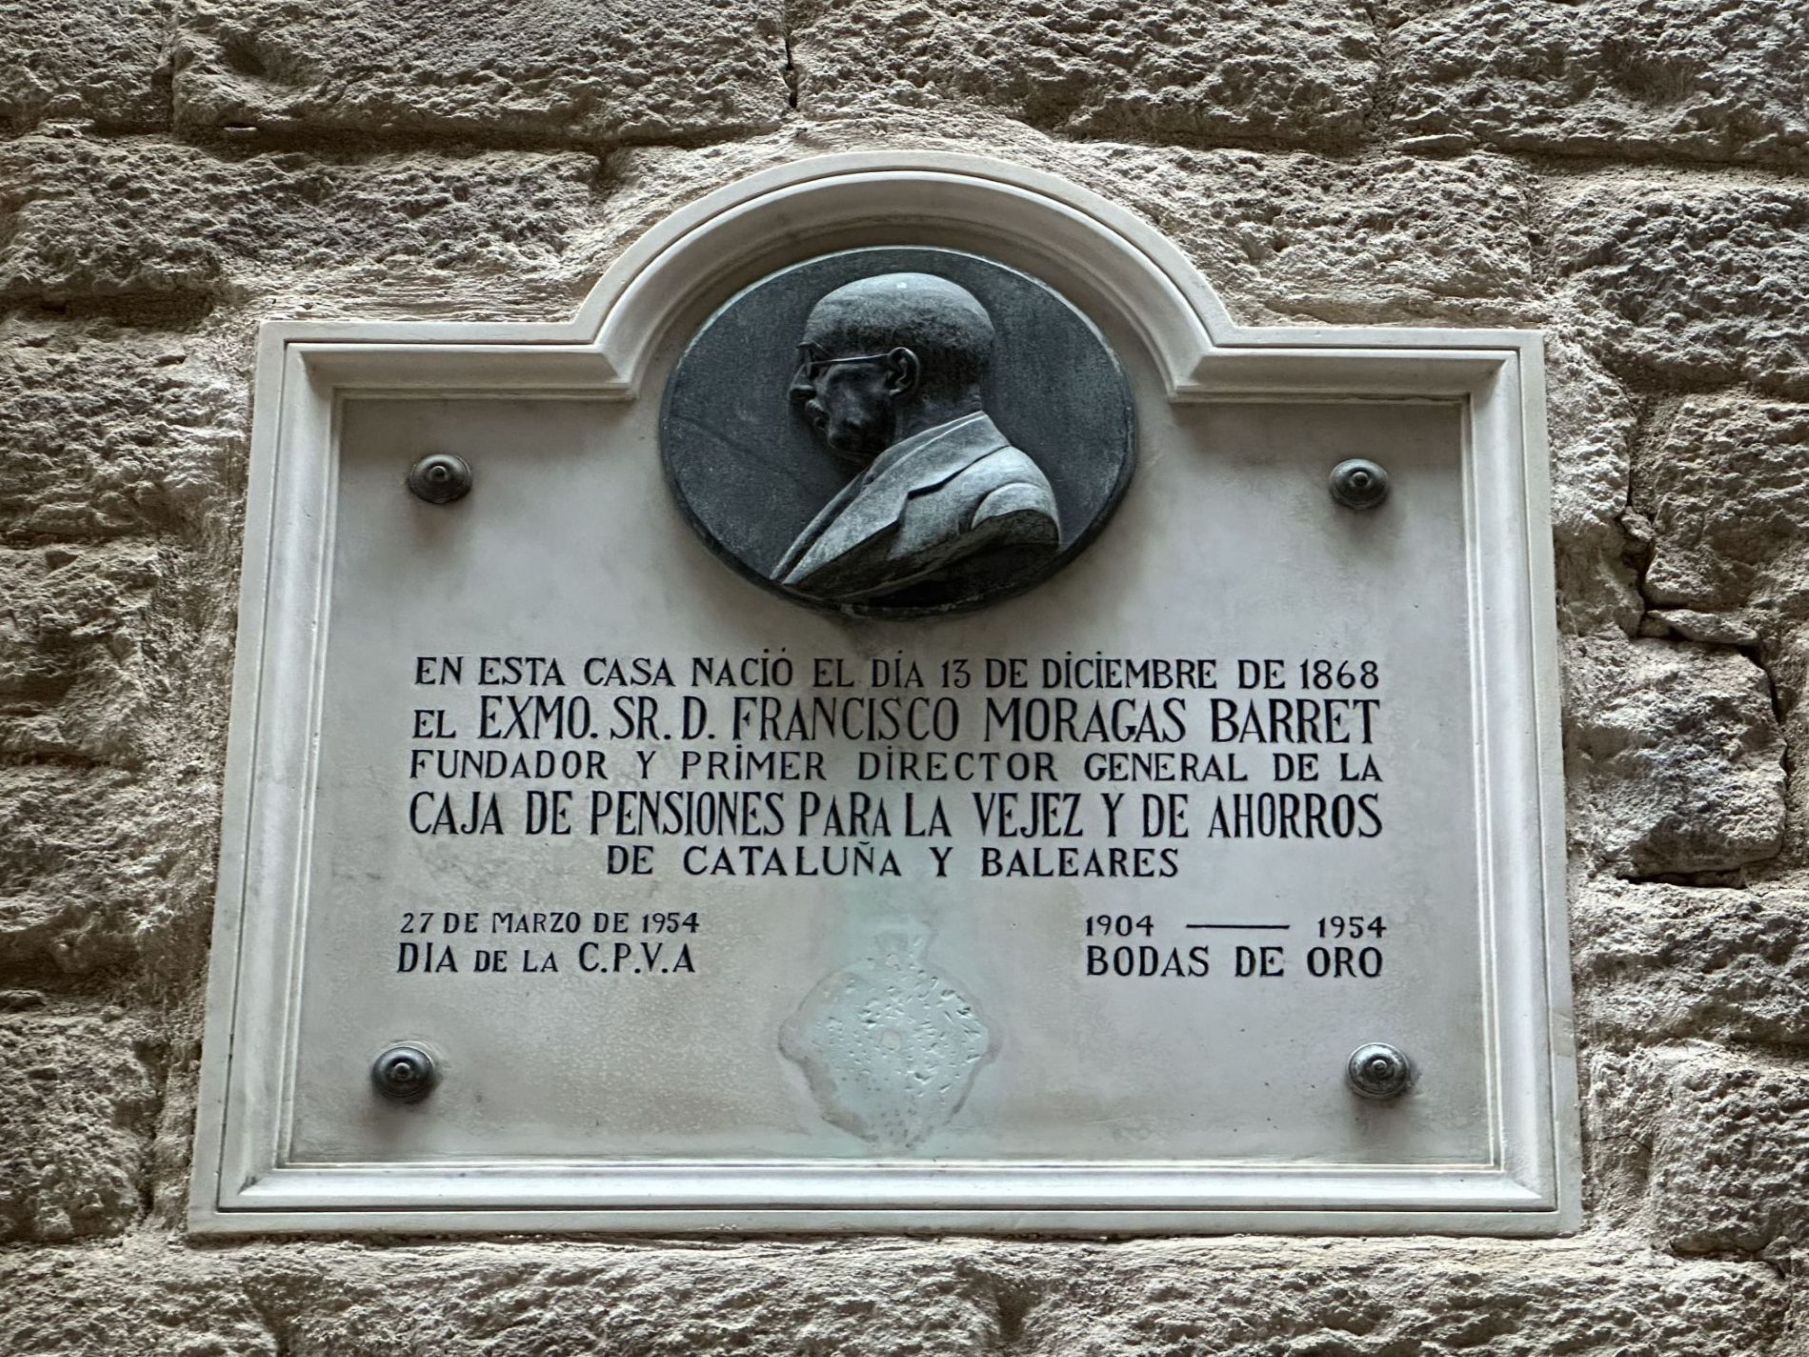 EN ESTA CASA NACIÓ EL DÍA 13 DE DICIEMBRE DE 1868
EL EXMO. SR. D. FRANCISCO MORAGAS BARRET
FUNDADOR Y PRIMER DIRECTOR GENERAL DE LA
CAJA DE PENSIONES PARA LA VEJEZ Y DE AHORROS
DE CATALUÑA Y BALEARES
27 DE MARZO DE 1954
DIA DE LA C.P.V.A
1904 — 1954
BODAS DE ORO